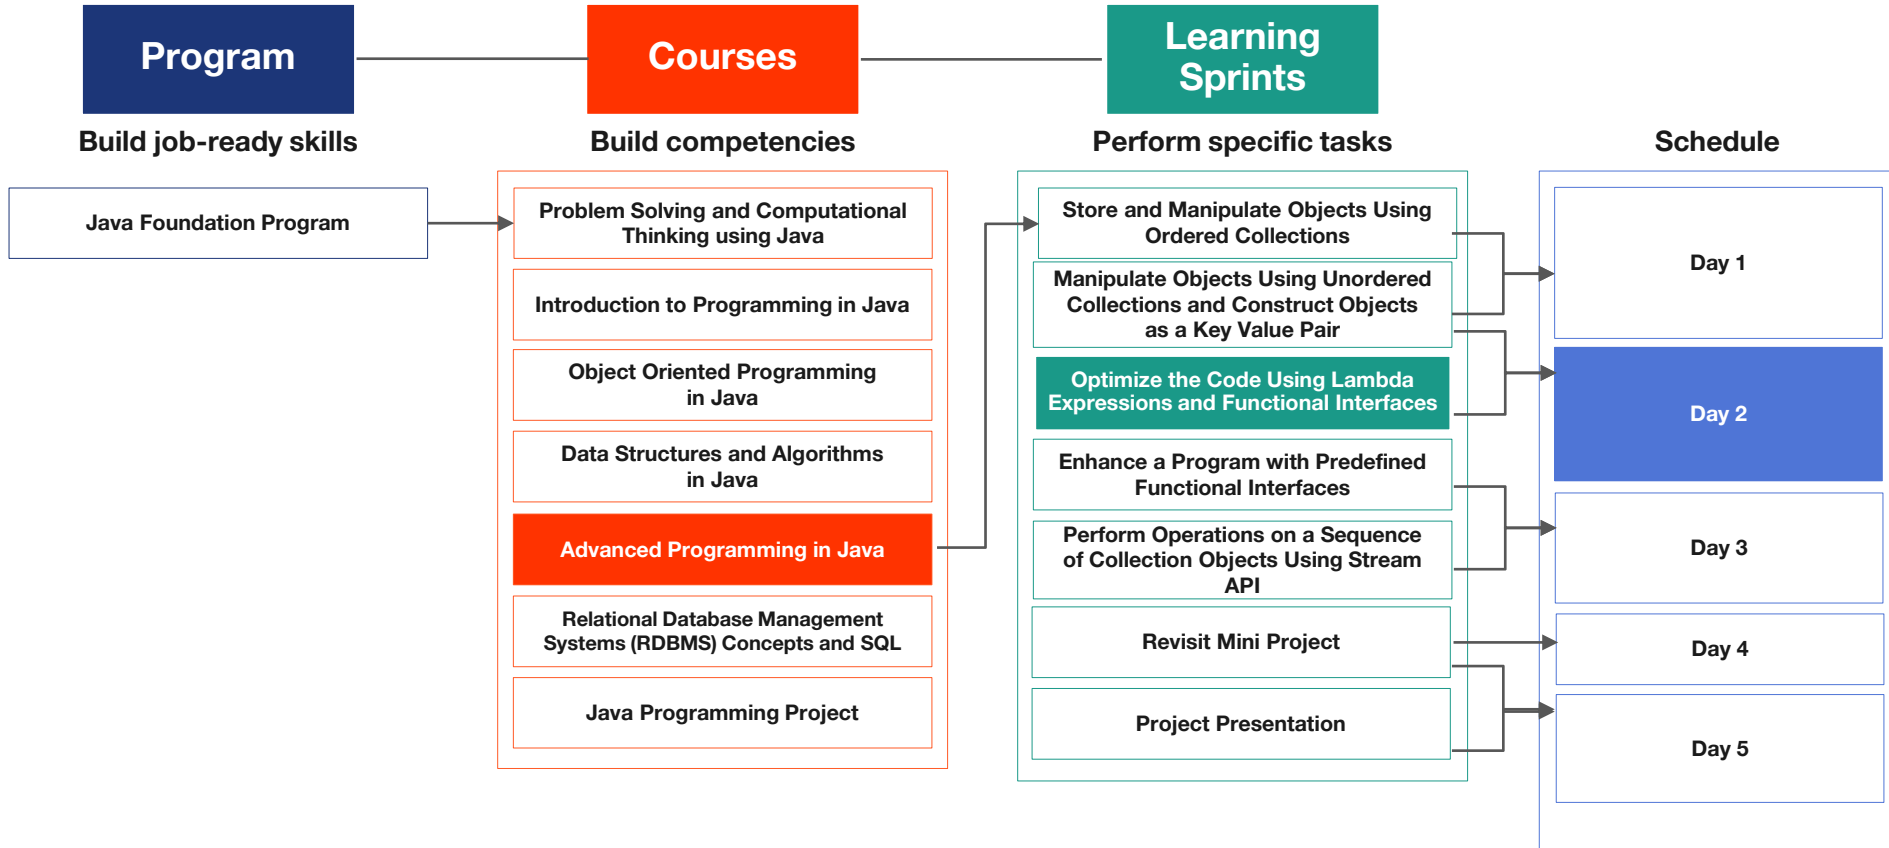 Program
Courses
Learning
Sprints
Build job-ready skills
Build competencies
Perform specific tasks
Schedule
Java Foundation Program
Problem Solving and Computational
Thinking using Java
Introduction to Programming in Java
Object Oriented Programming
in Java
Data Structures and Algorithms
in Java
Advanced Programming in Java
Relational Database Management
Systems (RDBMS) Concepts and SQL
Java Programming Project
Store and Manipulate Objects Using
Ordered Collections
Manipulate Objects Using Unordered
Collections and Construct Objects
as a Key Value Pair
Optimize the Code Using Lambda
Expressions and Functional Interfaces
Enhance a Program with Predefined
Functional Interfaces
Perform Operations on a Sequence
of Collection Objects Using Stream
API
Revisit Mini Project
Project Presentation
Day 1
Day 2
Day 3
Day 4
Day 5